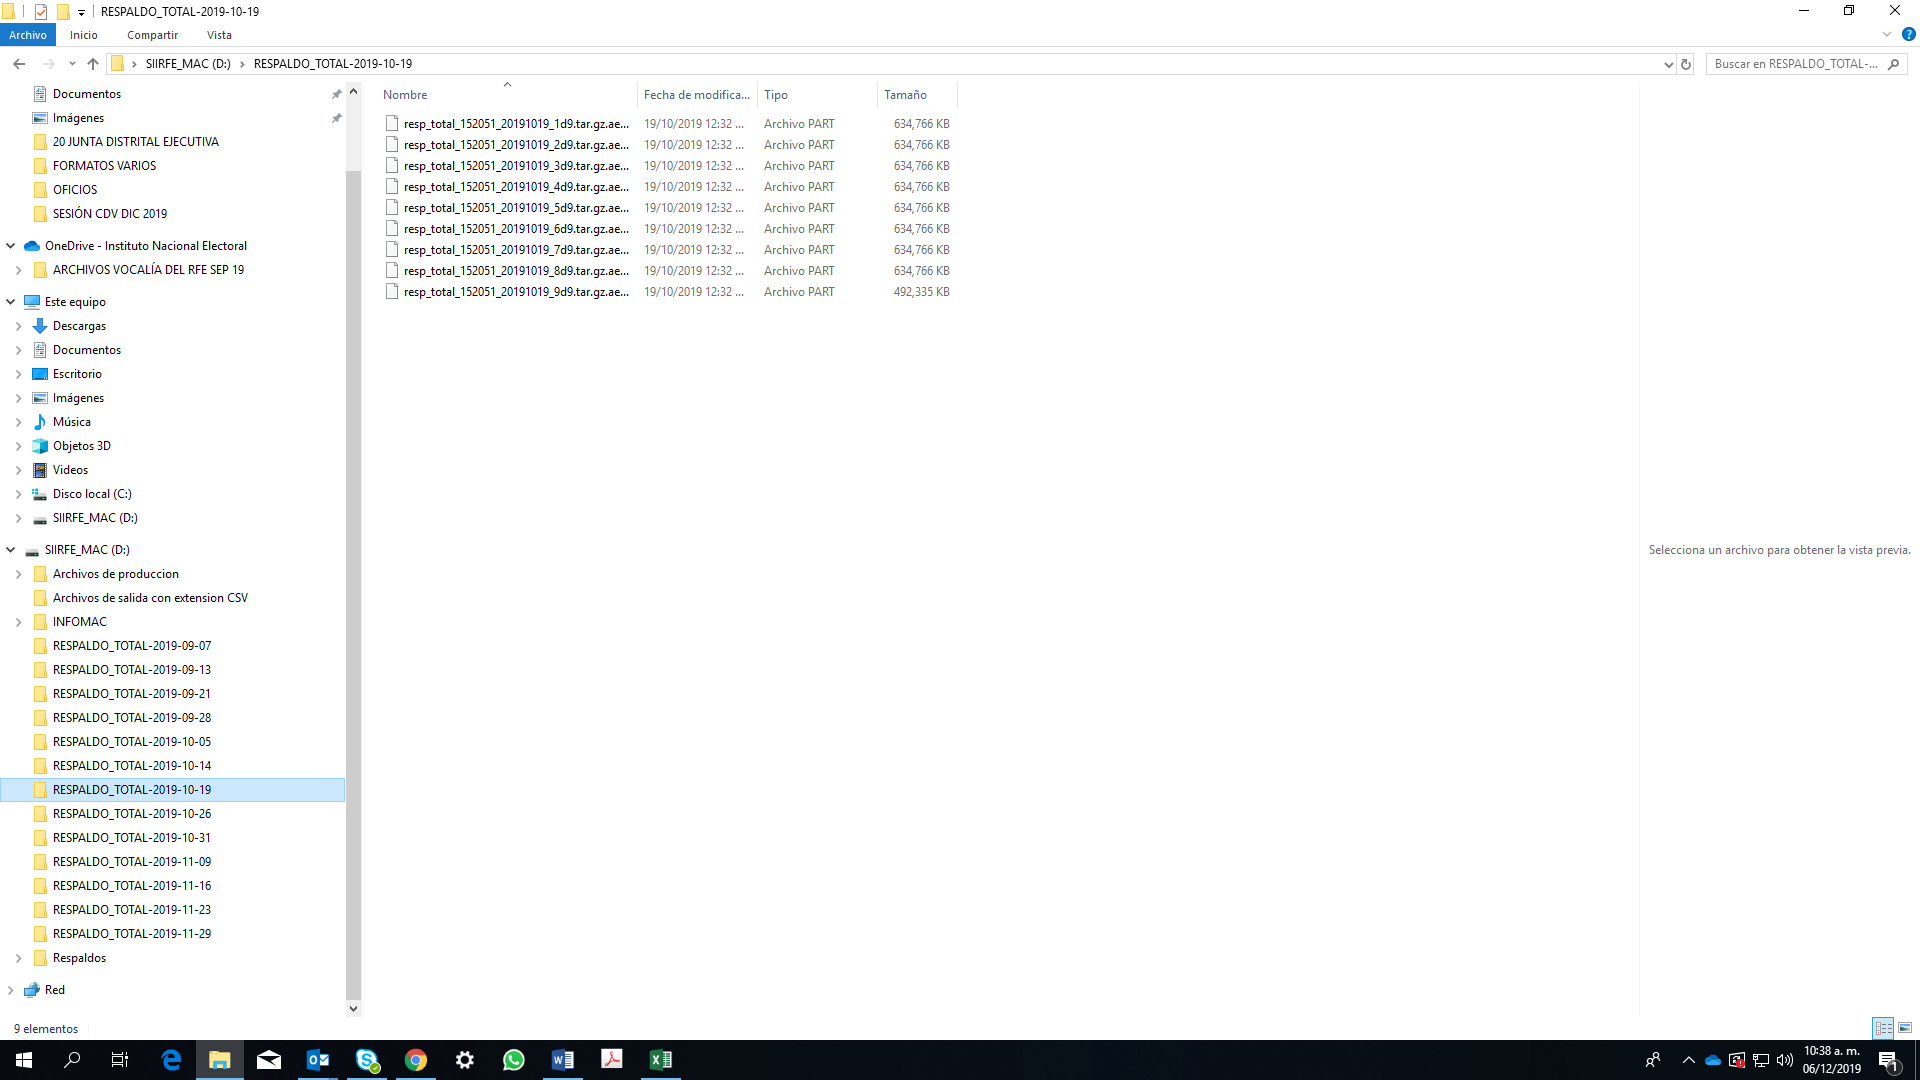 RESPALDO_TOTAL-2019-10-19
Archivo Inicio Compartir Vista
SIIRFE_MAC (D:) RESPALDO_TOTAL-2019-10-19
Buscar en RESPALDO_TOTAL-...
Documentos
Imágenes
20 JUNTA DISTRITAL EJECUTIVA
FORMATOS VARIOS
OFICIOS
SESIÓN CDV DIC 2019
OneDrive - Instituto Nacional Electoral
ARCHIVOS VOCALÍA DEL RFE SEP 19
Este equipo
Descargas
Documentos
Escritorio
Imágenes
Música
Objetos 3D
Videos
Disco local (C:)
SIIRFE_MAC (D:)
SIIRFE_MAC (D:)
Archivos de produccion
Archivos de salida con extension CSV
INFOMAC
RESPALDO_TOTAL-2019-09-07
RESPALDO_TOTAL-2019-09-13
RESPALDO_TOTAL-2019-09-21
RESPALDO_TOTAL-2019-09-28
RESPALDO_TOTAL-2019-10-05
RESPALDO_TOTAL-2019-10-14
RESPALDO_TOTAL-2019-10-19
RESPALDO_TOTAL-2019-10-26
RESPALDO_TOTAL-2019-10-31
RESPALDO_TOTAL-2019-11-09
RESPALDO_TOTAL-2019-11-16
RESPALDO_TOTAL-2019-11-23
RESPALDO_TOTAL-2019-11-29
Respaldos
Red
Nombre Fecha de modifica... Tipo Tamaño
resp_total_152051_20191019_1d9.tar.gz.ae... 19/10/2019 12:32 ... Archivo PART 634,766 KB
resp_total_152051_20191019_2d9.tar.gz.ae... 19/10/2019 12:32 ... Archivo PART 634,766 KB
resp_total_152051_20191019_3d9.tar.gz.ae... 19/10/2019 12:32 ... Archivo PART 634,766 KB
resp_total_152051_20191019_4d9.tar.gz.ae... 19/10/2019 12:32 ... Archivo PART 634,766 KB
resp_total_152051_20191019_5d9.tar.gz.ae... 19/10/2019 12:32 ... Archivo PART 634,766 KB
resp_total_152051_20191019_6d9.tar.gz.ae... 19/10/2019 12:32 ... Archivo PART 634,766 KB
resp_total_152051_20191019_7d9.tar.gz.ae... 19/10/2019 12:32 ... Archivo PART 634,766 KB
resp_total_152051_20191019_8d9.tar.gz.ae... 19/10/2019 12:32 ... Archivo PART 634,766 KB
resp_total_152051_20191019_9d9.tar.gz.ae... 19/10/2019 12:32 ... Archivo PART 492,335 KB
Selecciona un archivo para obtener la vista previa.
9 elementos
10:38 a. m.
06/12/2019
1